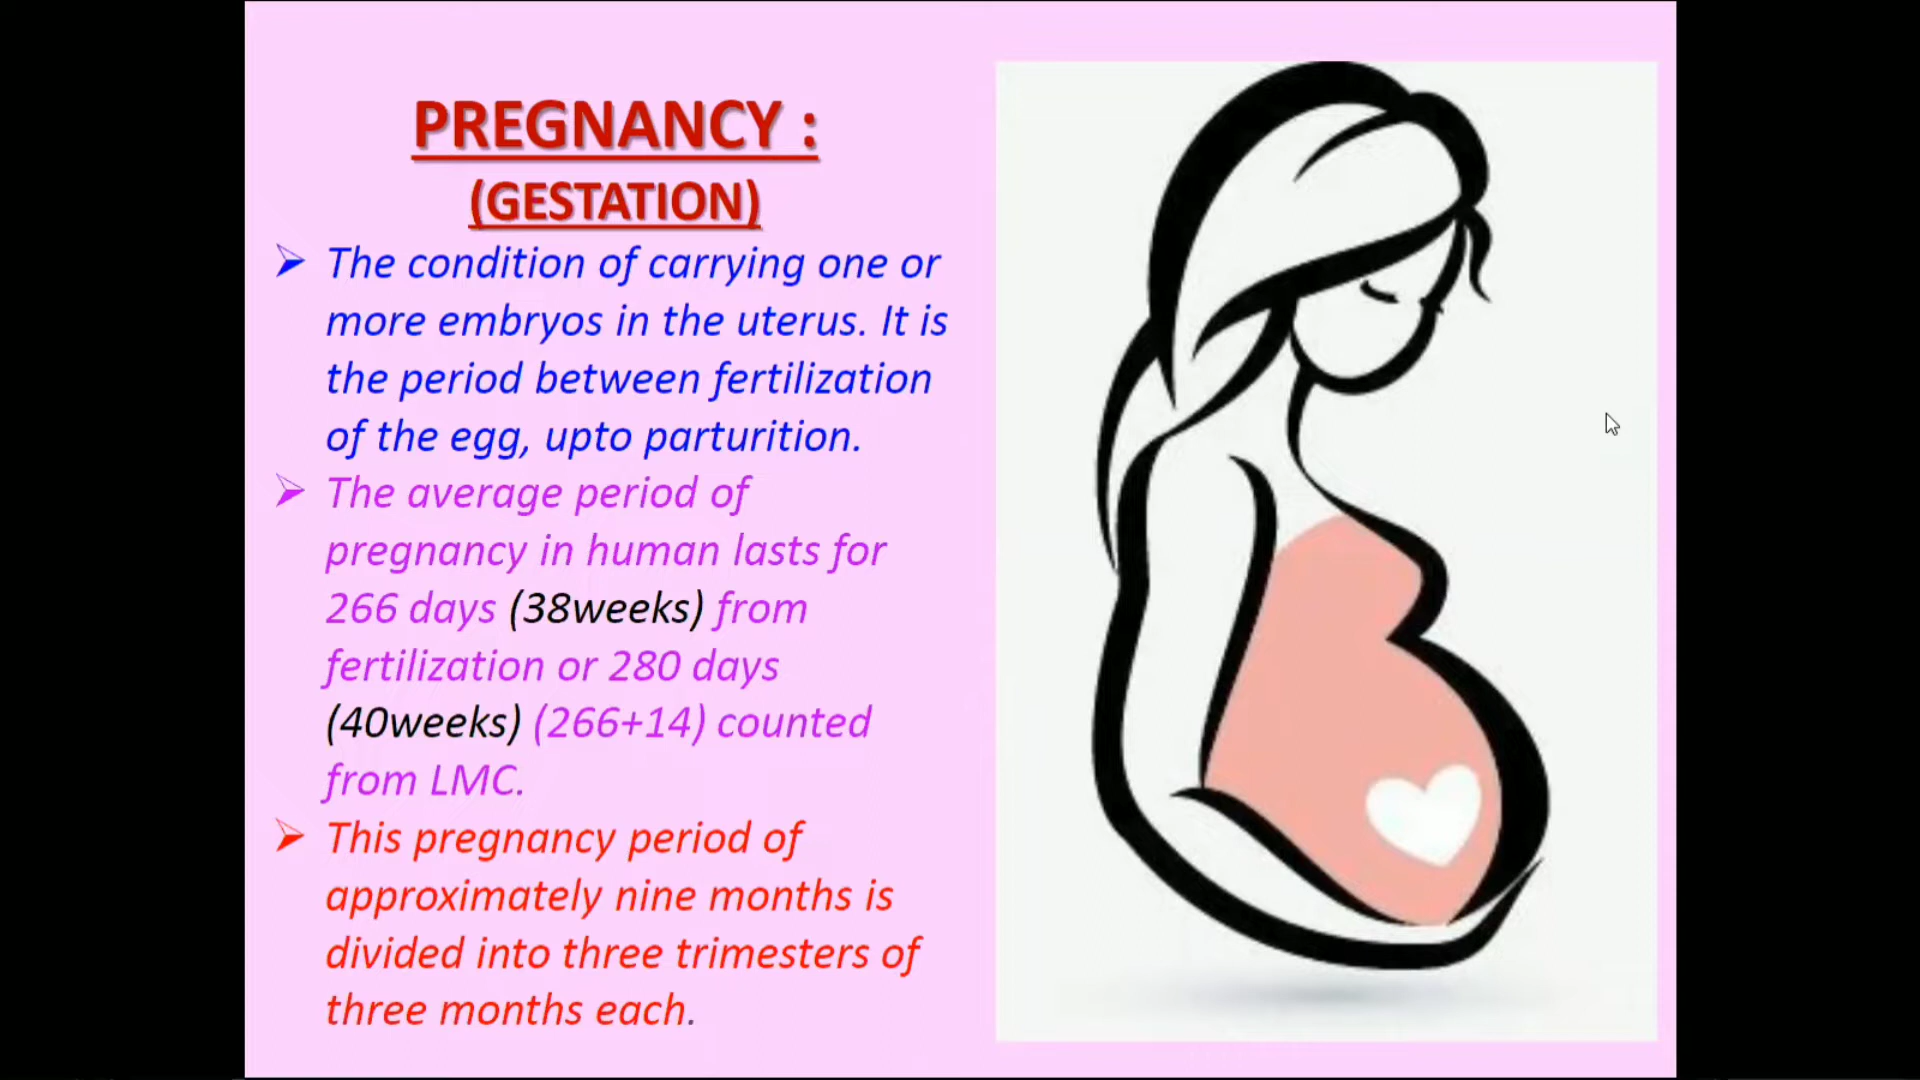 PREGNANCY :
(GESTATION)
The condition of carrying one or
more embryos in the uterus. It is
the period between fertilization
of the egg, upto parturition.
The average period of
pregnancy in human lasts for
266 days (38weeks) from
fertilization or 280 days
(40weeks) (266+14) counted
from LMC.
This pregnancy period of
approximately nine months is
divided into three trimesters of
three months each.